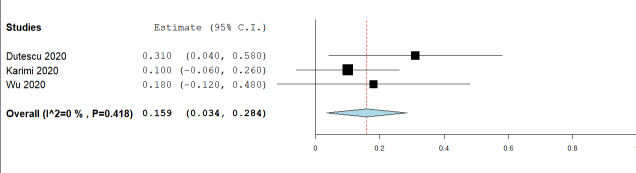 Studies Estimate (95% C.I.)
Dutescu 2020 0.310 (0.040, 0.580)
Karimi 2020 0.100 (-0.060, 0.260)
Wu 2020 0.180 (-0.120, 0.480)
Overall (I^2=0 % , P=0.418) 0.159 (0.034, 0.284)
0 0.2 0.4 0.6 0.8